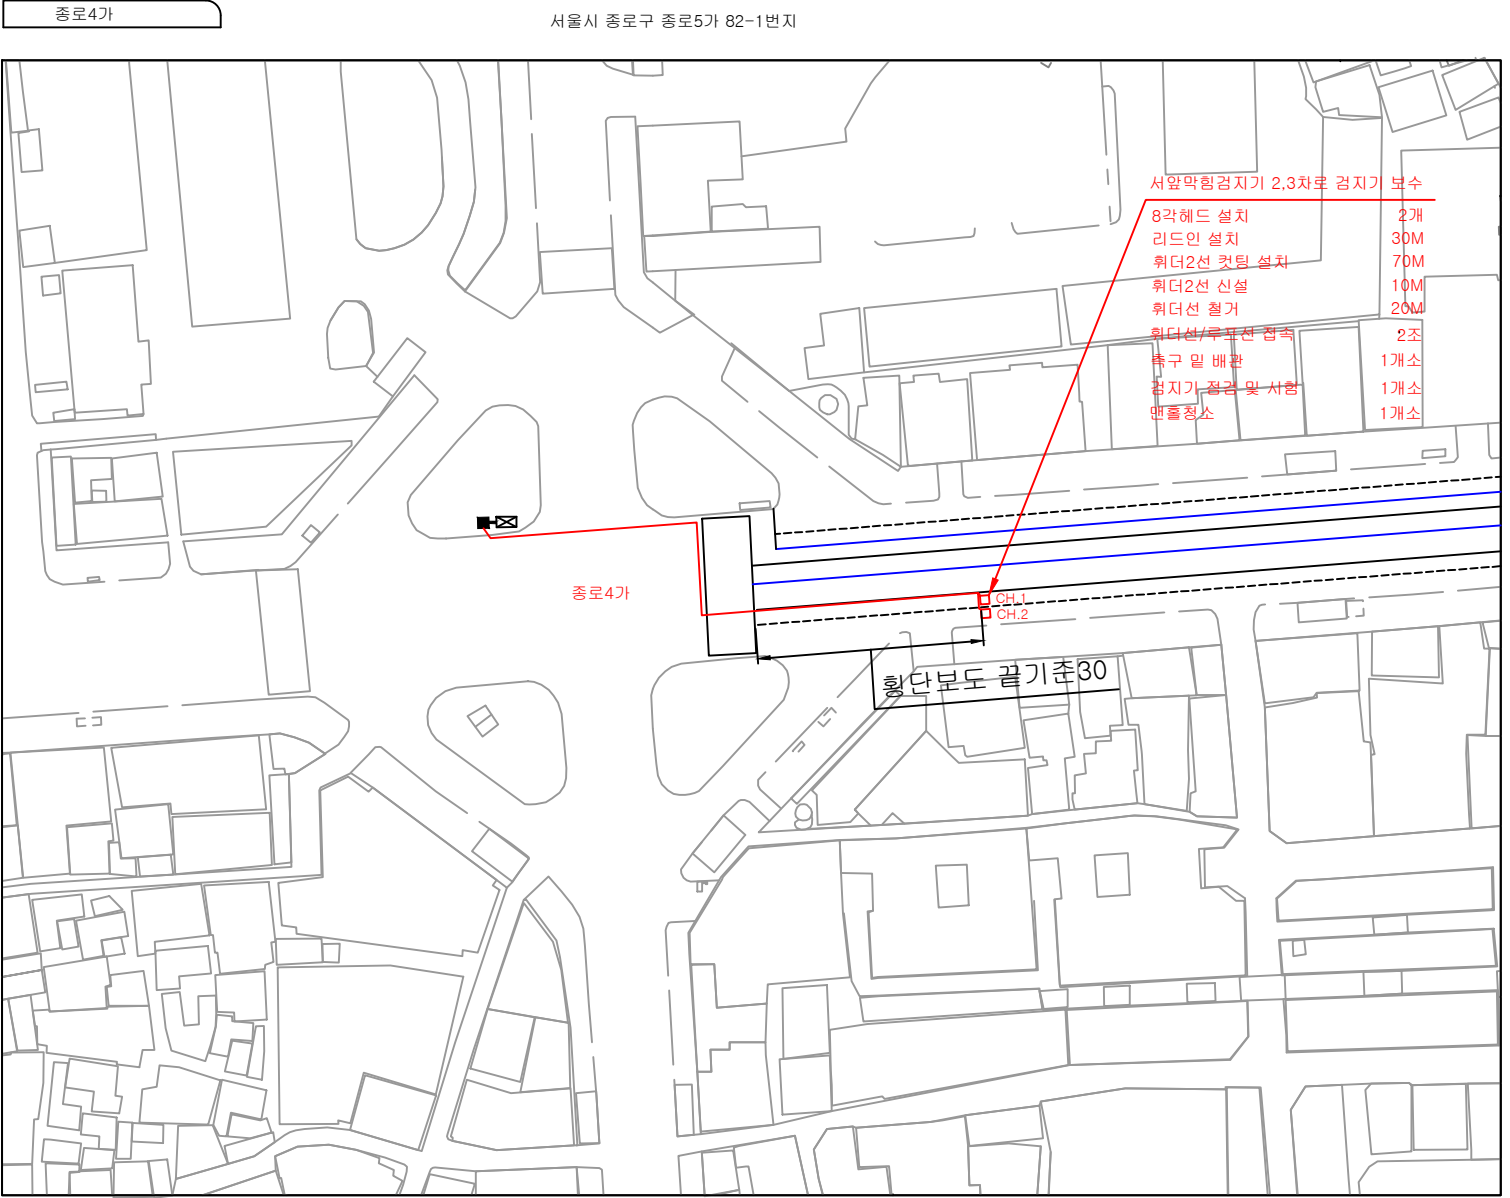 종로4가
서울시 종로구 종로5가 82-1번지
서앞막힘검지기 2,3차로 검지기 보수
8각헤드 설치 2개
리드인 설치 30M
휘더2선 컷팅 설치 70M
휘더2선 신설 10M
휘더선 철거 20M
휘더선/루프선 접속 2조
측구 밑 배관 1개소
검지기 점검 및 시험 1개소
맨홀청소 1개소
종로4가
CH.1
CH.2
횡단보도 끝기준30